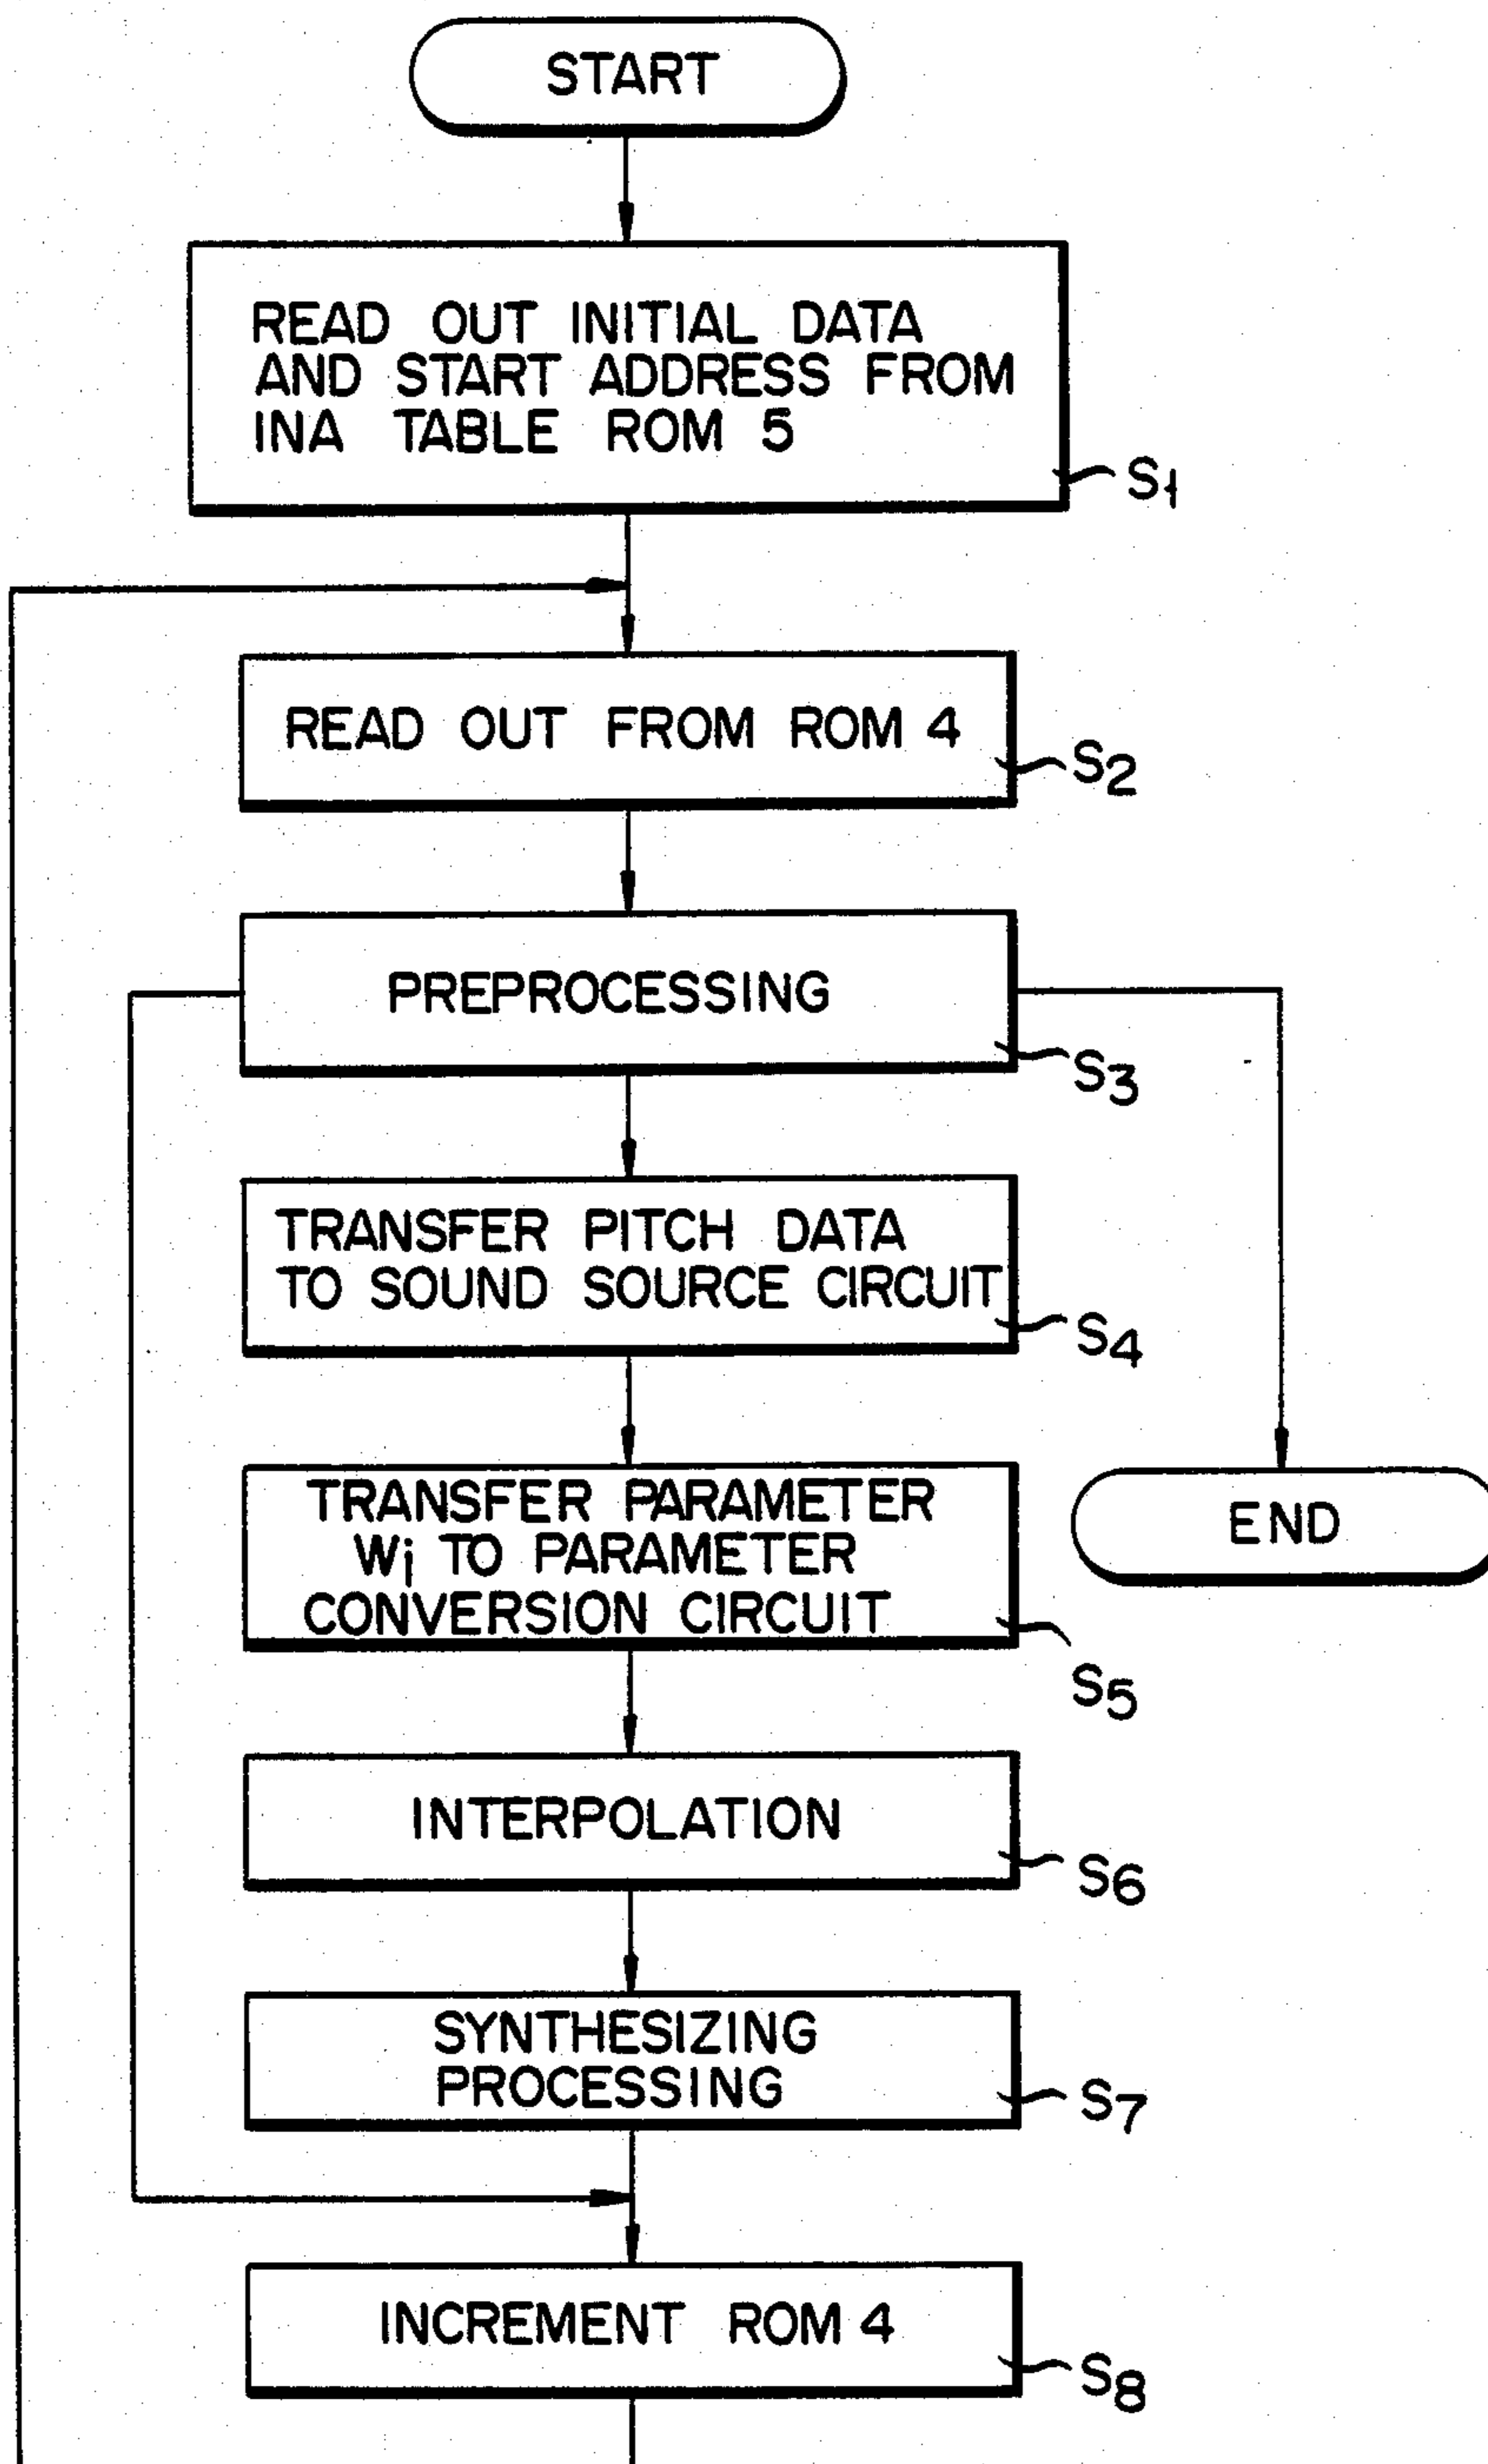 START
READ OUT INITIAL DATA
AND START ADDRESS FROM
INA TABLE ROM 5
S1
READ OUT FROM ROM 4
S2
PREPROCESSING
S3
TRANSFER PITCH DATA
TO SOUND SOURCE CIRCUIT
S4
TRANSFER PARAMETER
Wi TO PARAMETER
CONVERSION CIRCUIT
END
S5
INTERPOLATION
S6
SYNTHESIZING
PROCESSING
S7
INCREMENT ROM 4
S8